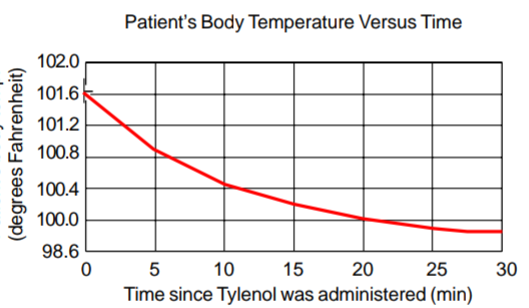 Patient's Body Temperature Versus Time
(degrees Fahrenheit)
102.0
101.6
101.2
100.8
100.4
100.0
98.6
0 5 10 15 20 25 30
Time since Tylenol was administered (min)